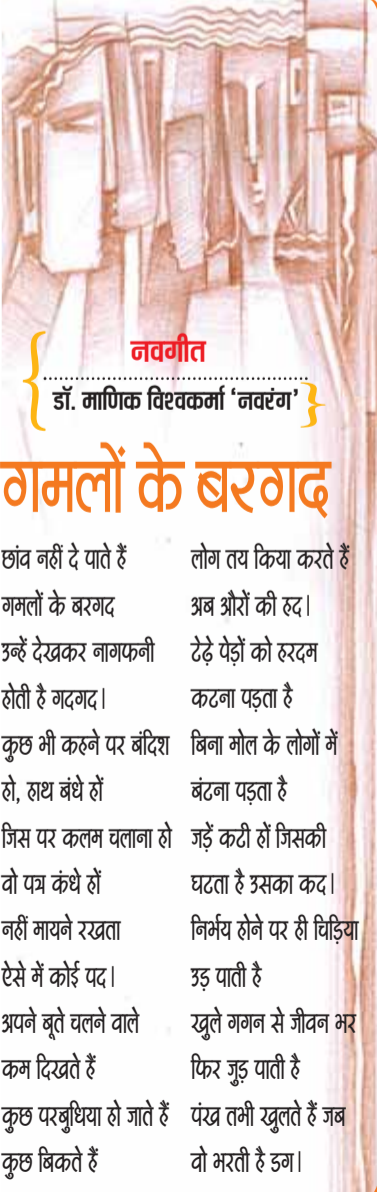 नवगीत
डॉ. माणिक विश्वकर्मा ‘नवरंग’
गमलों के बरगद
छांव नहीं दे पाते हैं
गमलों के बरगद
उन्हें देखकर नागफनी
होती है गदगद।
कुछ भी कहने पर बंदिश
हो, हाथ बंधे हों
जिस पर कलम चलाना हो
वो पत्र कंधे हों
नहीं मायने रखता
ऐसे में कोई पद।
अपने बूते चलने वाले
कम दिखते हैं
कुछ परबुधिया हो जाते हैं
कुछ बिकते हैं
लोग तय किया करते हैं
अब औरों की हद।
टेढ़े पेड़ों को हरदम
कटना पड़ता है
बिना मोल के लोगों में
बंटना पड़ता है
जड़ें कटी हों जिसकी
घटता है उसका कद।
निर्भय होने पर ही चिड़िया
उड़ पाती है
खुले गगन से जीवन भर
फिर जुड़ पाती है
पंख तभी खुलते हैं जब
वो भरती है डग।